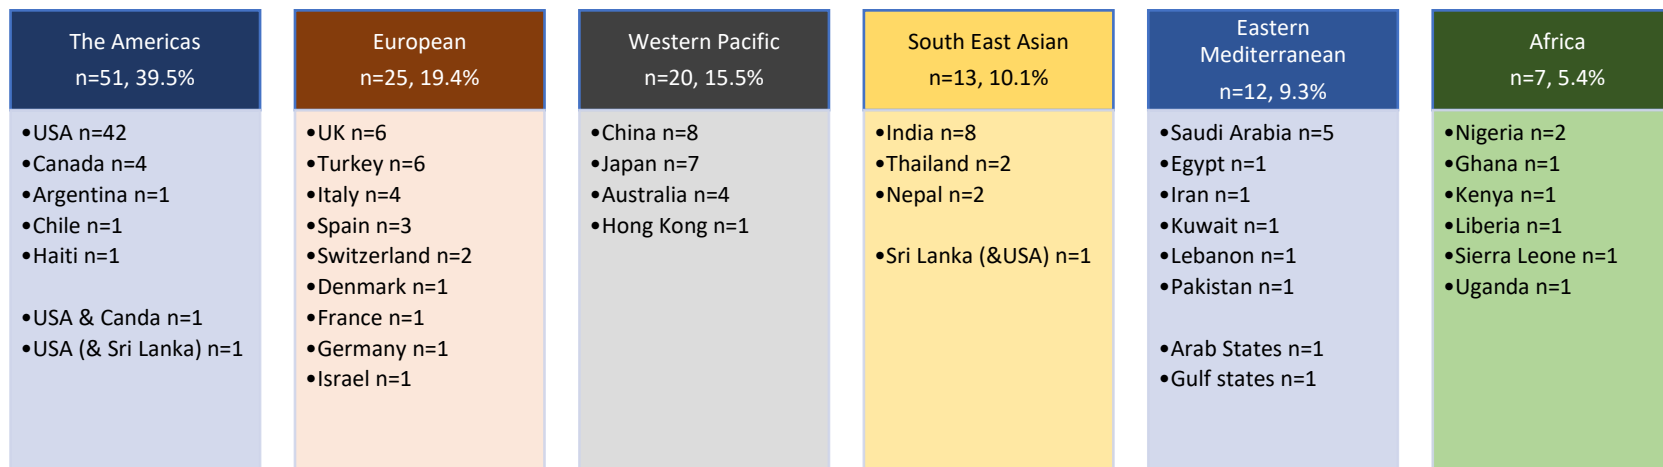 The Americas
n=51, 39.5%
•USA n=42
•Canada n=4
•Argentina n=1
•Chile n=1
•Haiti n=1
•USA & Canda n=1
•USA (& Sri Lanka) n=1
European
n=25, 19.4%
•UK n=6
•Turkey n=6
•Italy n=4
•Spain n=3
•Switzerland n=2
•Denmark n=1
•France n=1
•Germany n=1
•Israel n=1
Western Pacific
n=20, 15.5%
•China n=8
•Japan n=7
•Australia n=4
•Hong Kong n=1
South East Asian
n=13, 10.1%
•India n=8
•Thailand n=2
•Nepal n=2
•Sri Lanka (&USA) n=1
Eastern
Mediterranean
n=12, 9.3%
•Saudi Arabia n=5
•Egypt n=1
•Iran n=1
•Kuwait n=1
•Lebanon n=1
•Pakistan n=1
•Arab States n=1
•Gulf states n=1
Africa
n=7, 5.4%
•Nigeria n=2
•Ghana n=1
•Kenya n=1
•Liberia n=1
•Sierra Leone n=1
•Uganda n=1